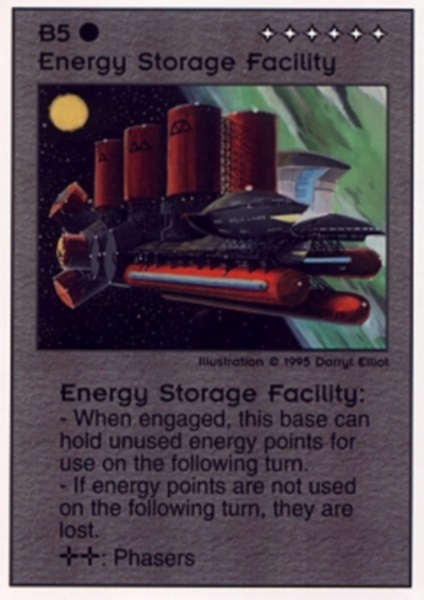 B5
Energy Storage Facility
Illustration © 1995 Darryl Elliot
Energy Storage Facility:
- When engaged, this base can
hold unused energy points for
use on the following turn.
- If energy points are not used
on the following turn, they are
lost.
: Phasers